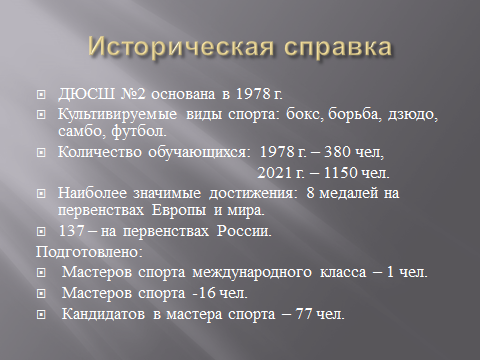 Историческая справка
ДЮСШ №2 основана в 1978 г.
Культивируемые виды спорта: бокс, борьба, дзюдо,
самбо, футбол.
Количество обучающихся: 1978 г. – 380 чел,
2021 г. – 1150 чел.
Наиболее значимые достижения: 8 медалей на
первенствах Европы и мира.
137 – на первенствах России.
Подготовлено:
Мастеров спорта международного класса – 1 чел.
Мастеров спорта -16 чел.
Кандидатов в мастера спорта – 77 чел.